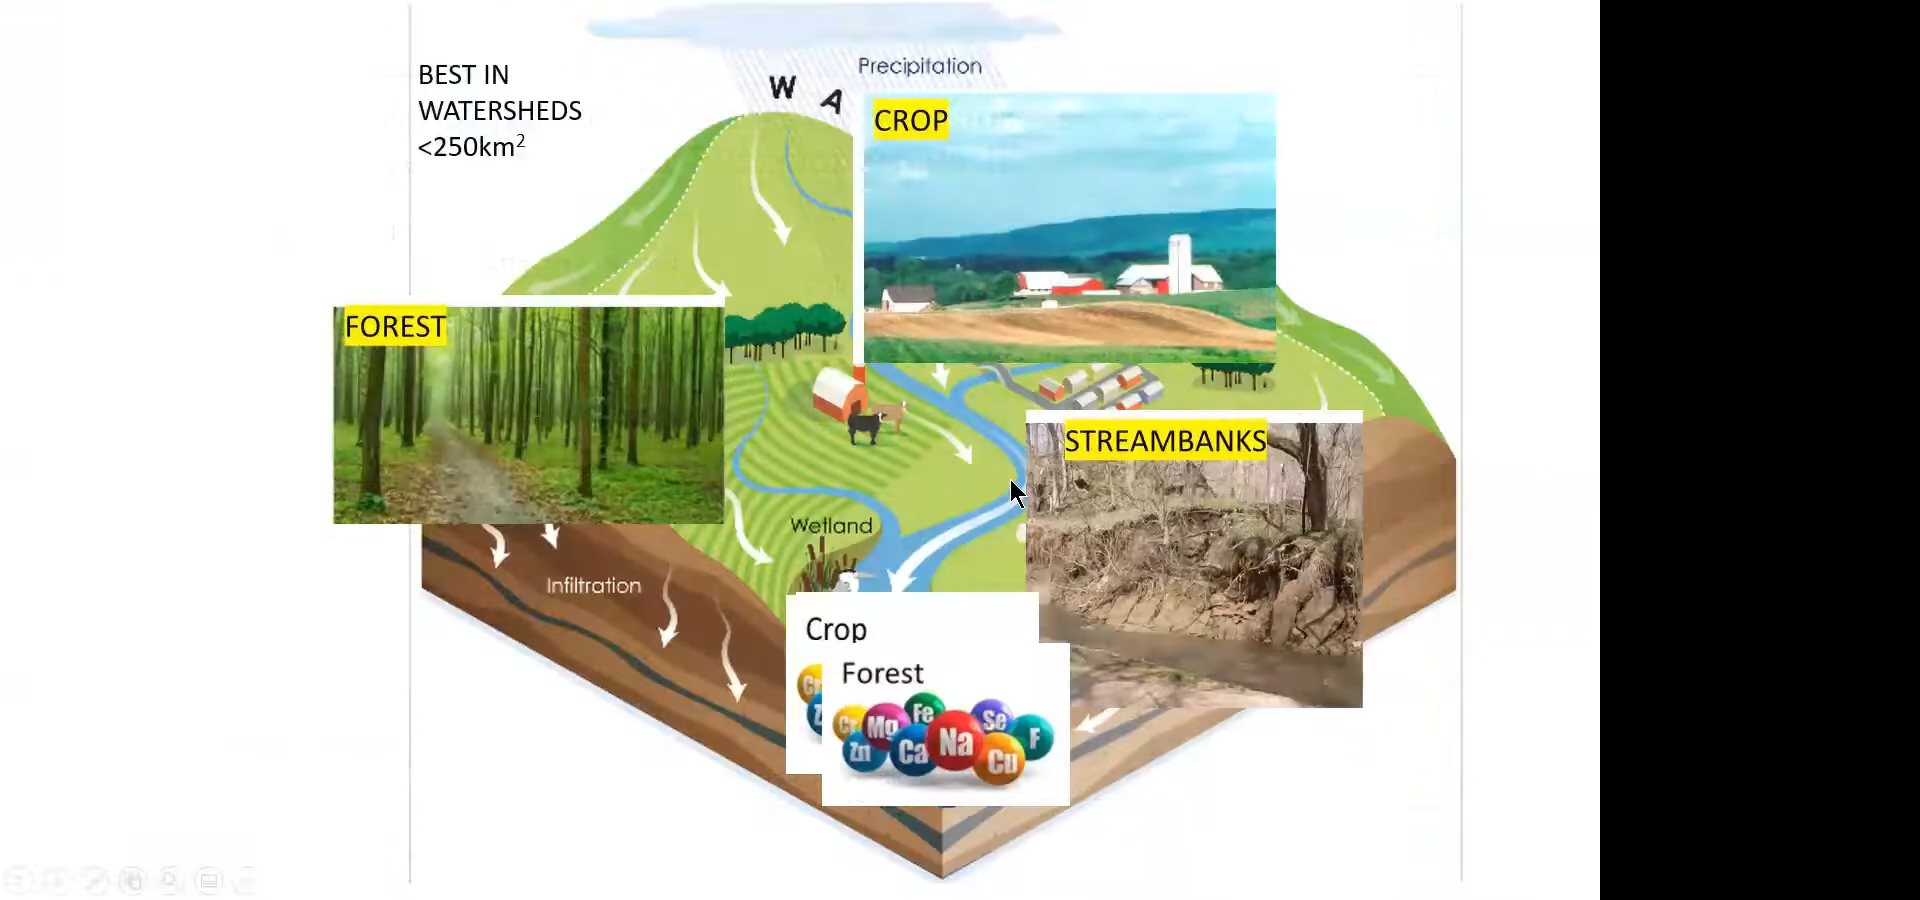 BEST IN
WATERSHEDS
<250km²
Precipitation
W A
CROP
FOREST
STREAMBANKS
Wetland
Infiltration
Crop
Cr
Z
Forest
Cr Mg Fe Se F
Zn Ca Na Cu